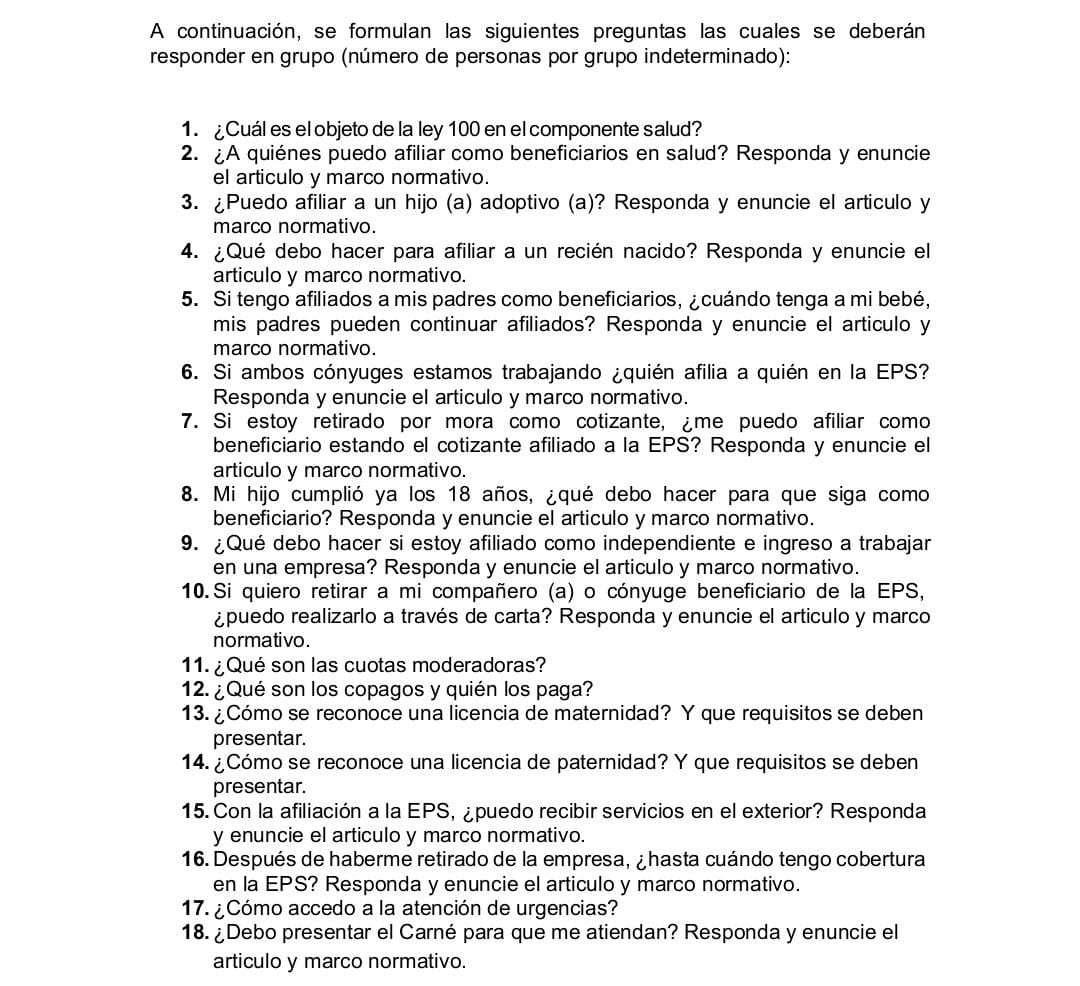 A continuación, se formulan las siguientes preguntas las cuales se deberán
responder en grupo (número de personas por grupo indeterminado):
1. ¿Cuál es el objeto de la ley 100 en el componente salud?
2. ¿A quiénes puedo afiliar como beneficiarios en salud? Responda y enuncie
el articulo y marco normativo.
3. ¿Puedo afiliar a un hijo (a) adoptivo (a)? Responda y enuncie el articulo y
marco normativo.
4. ¿Qué debo hacer para afiliar a un recién nacido? Responda y enuncie el
articulo y marco normativo.
5. Si tengo afiliados a mis padres como beneficiarios, ¿cuándo tenga a mi bebé,
mis padres pueden continuar afiliados? Responda y enuncie el articulo y
marco normativo.
6. Si ambos cónyuges estamos trabajando ¿quién afilia a quién en la EPS?
Responda y enuncie el articulo y marco normativo.
7. Si estoy retirado por mora como cotizante, ¿me puedo afiliar como
beneficiario estando el cotizante afiliado a la EPS? Responda y enuncie el
articulo y marco normativo.
8. Mi hijo cumplió ya los 18 años, ¿qué debo hacer para que siga como
beneficiario? Responda y enuncie el articulo y marco normativo.
9. ¿Qué debo hacer si estoy afiliado como independiente e ingreso a trabajar
en una empresa? Responda y enuncie el articulo y marco normativo.
10. Si quiero retirar a mi compañero (a) o cónyuge beneficiario de la EPS,
¿puedo realizarlo a través de carta? Responda y enuncie el articulo y marco
normativo.
11. ¿Qué son las cuotas moderadoras?
12. ¿Qué son los copagos y quién los paga?
13. ¿Cómo se reconoce una licencia de maternidad? Y que requisitos se deben
presentar.
14. ¿Cómo se reconoce una licencia de paternidad? Y que requisitos se deben
presentar.
15. Con la afiliación a la EPS, ¿puedo recibir servicios en el exterior? Responda
y enuncie el articulo y marco normativo.
16. Después de haberme retirado de la empresa, ¿hasta cuándo tengo cobertura
en la EPS? Responda y enuncie el articulo y marco normativo.
17. ¿Cómo accedo a la atención de urgencias?
18. ¿Debo presentar el Carné para que me atiendan? Responda y enuncie el
articulo y marco normativo.